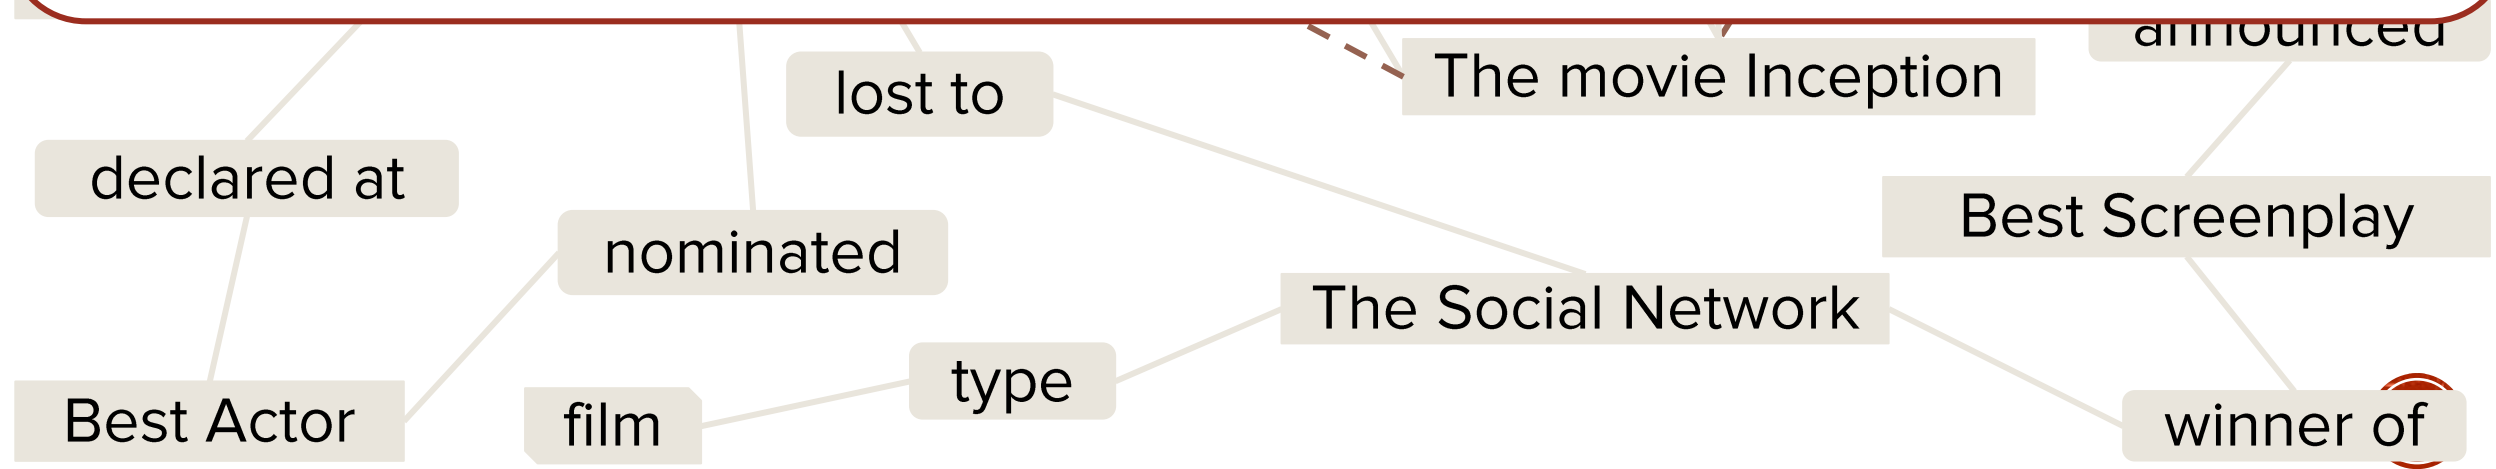 announced
The movie Inception
lost to
declared at
Best Screenplay
nominated
The Social Network
type
film
Best Actor
winner of